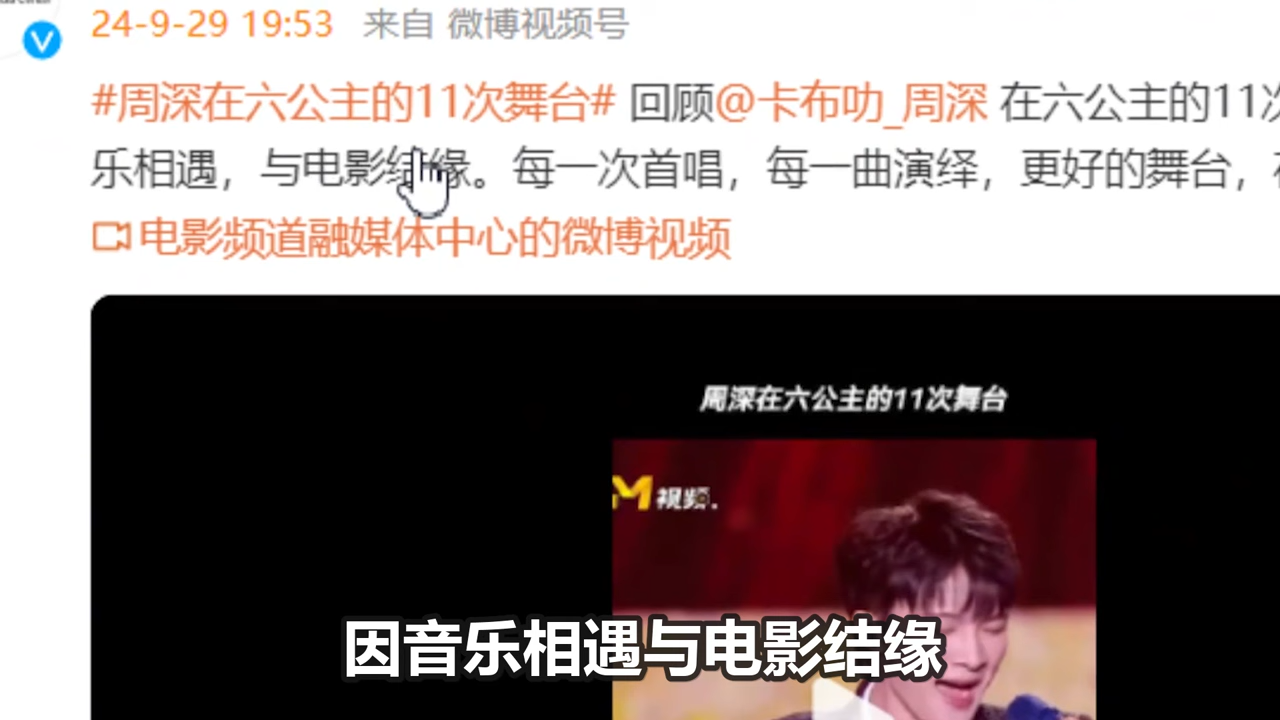 24-9-29 19:53 来自 微博视频号
#周深在六公主的11次舞台# 回顾@卡布叻_周深 在六公主的11次
乐相遇，与电影结缘。每一次首唱，每一曲演绎，更好的舞台，
电影频道融媒体中心的微博视频
周深在六公主的11次舞台
M视频.
因音乐相遇与电影结缘